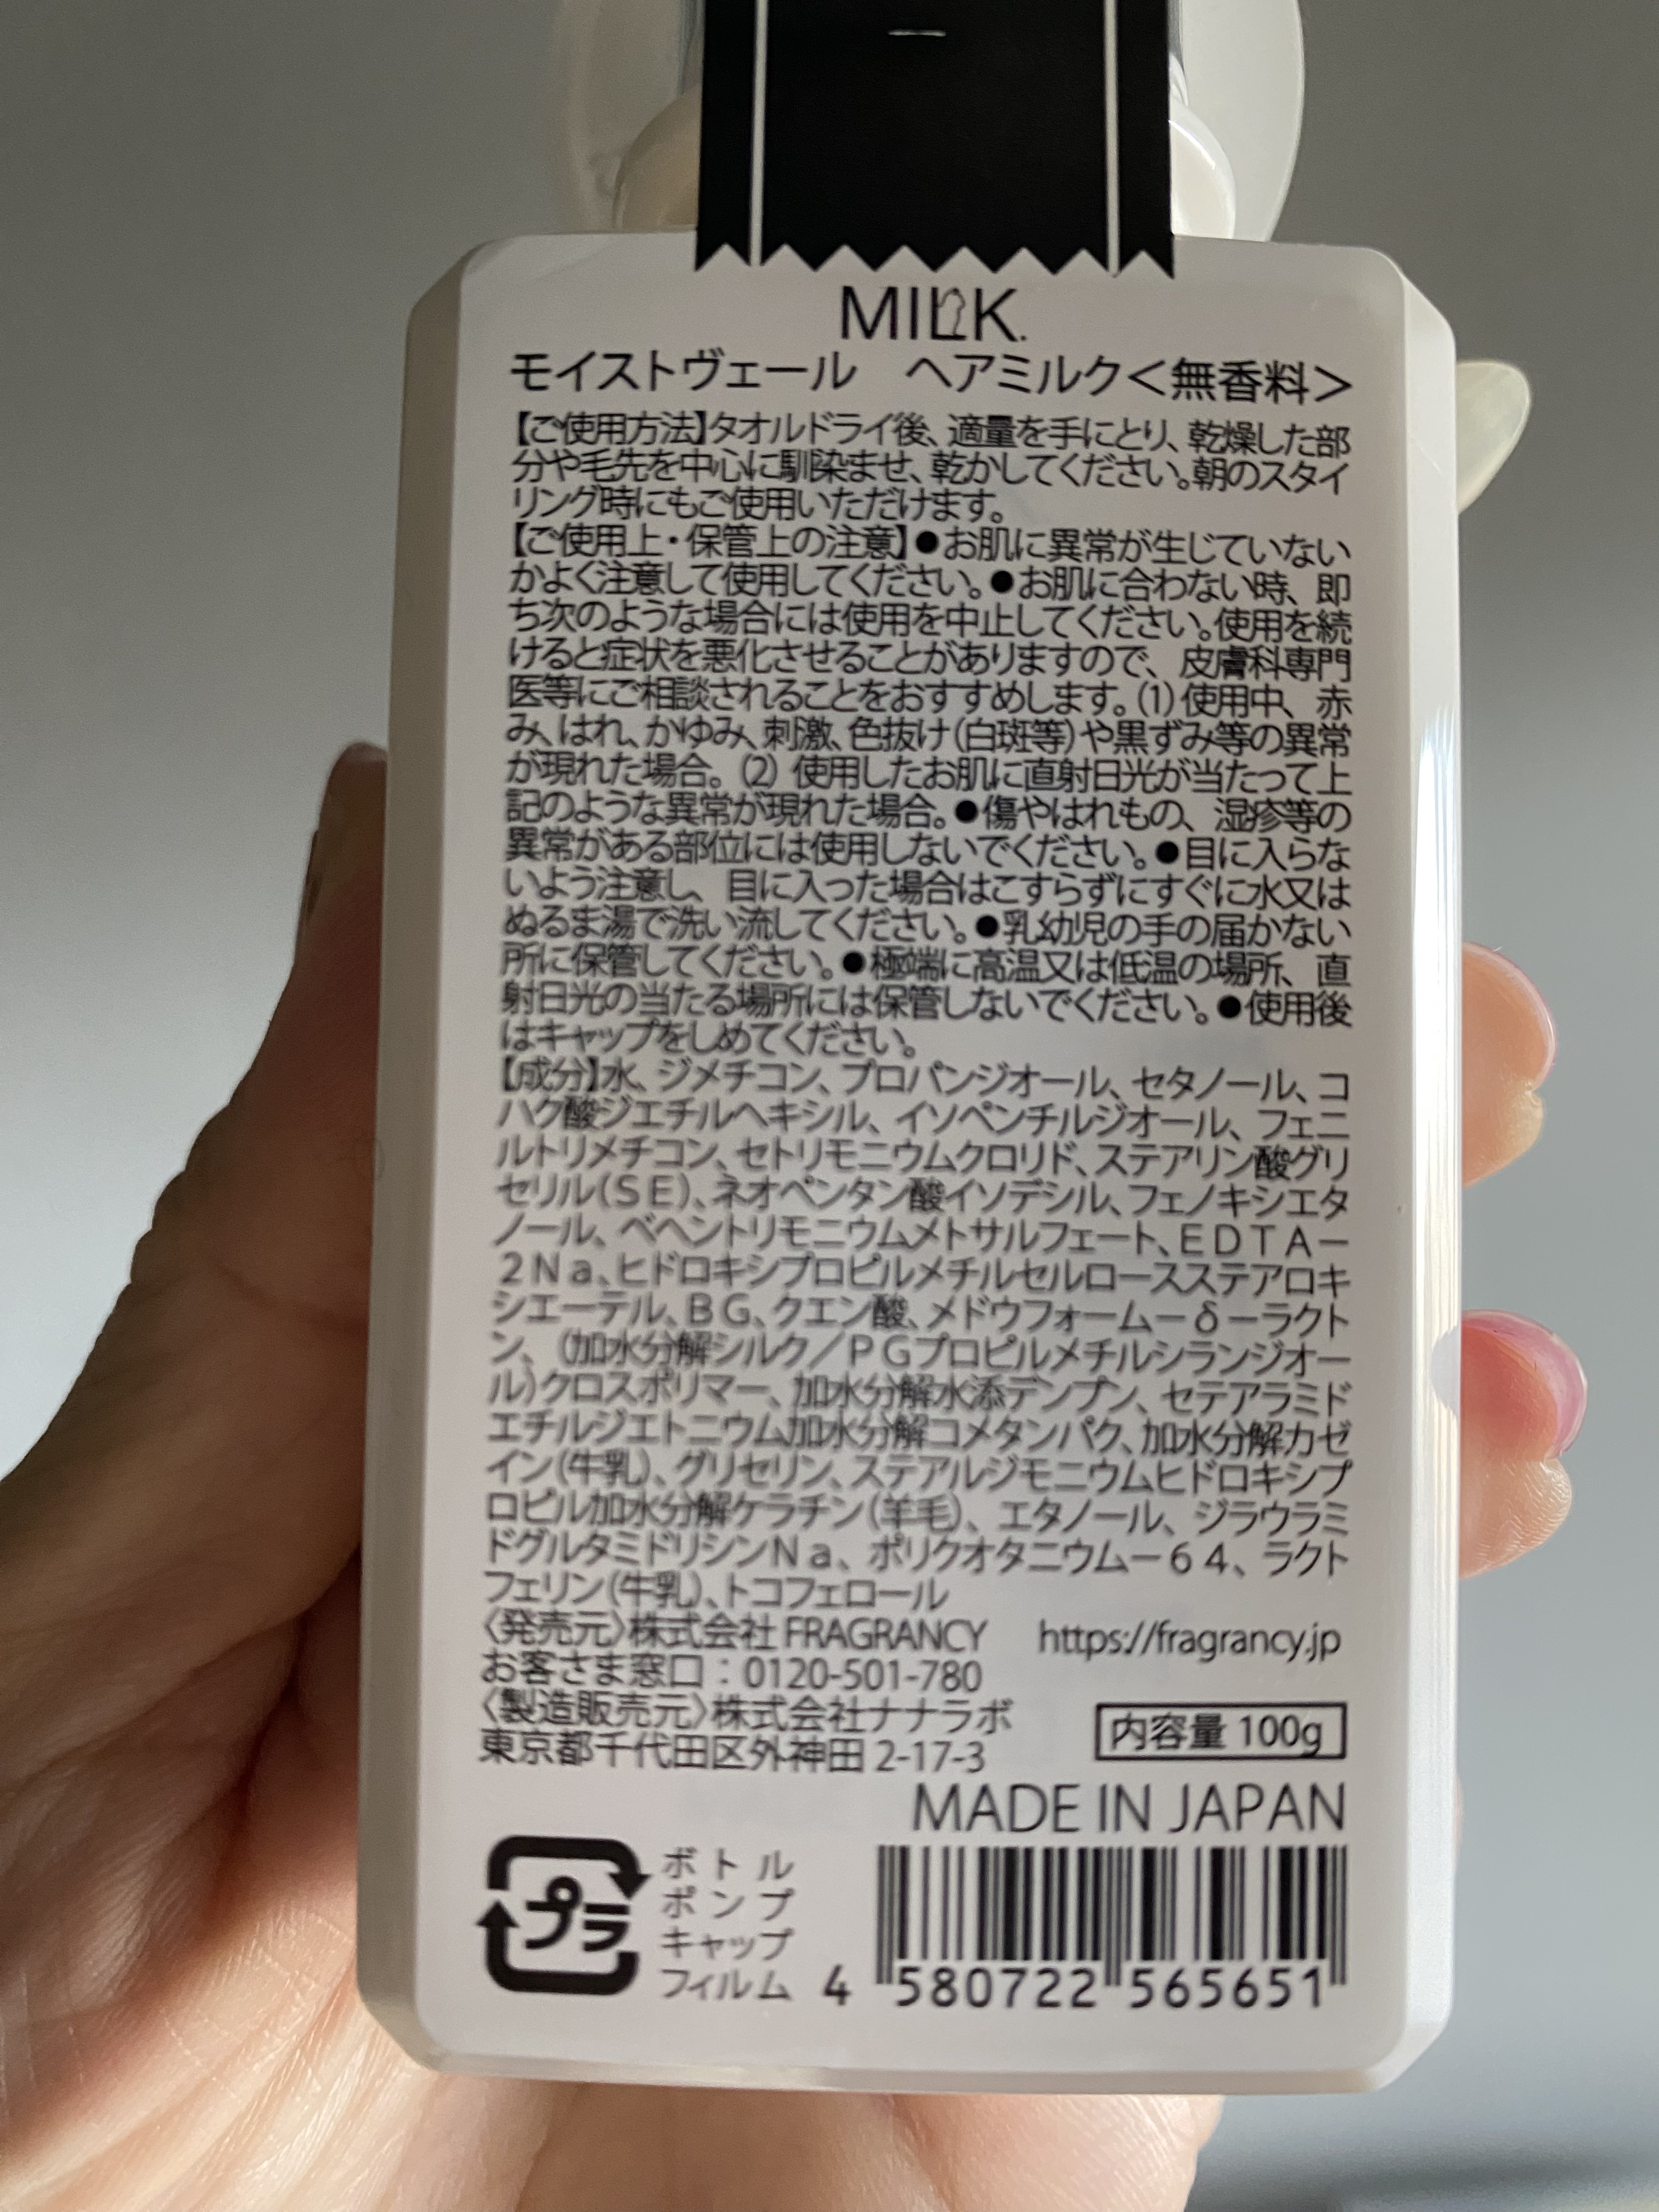 MILK.
モイストヴェール　ヘアミルク＜無香料＞
【ご使用方法】タオルドライ後、適量を手にとり、乾燥した部
分や毛先を中心に馴染ませ、乾かしてください。朝のスタイ
リング時にもご使用いただけます。
【ご使用上・保管上の注意】●お肌に異常が生じていない
かよく注意して使用してください。●お肌に合わない時、即
ち次のような場合には使用を中止してください。使用を続
けると症状を悪化させることがありますので、皮膚科専門
医等にご相談されることをおすすめします。(1) 使用中、赤
み、はれ、かゆみ、刺激、色抜け(白斑等)や黒ずみ等の異常
が現れた場合。(2) 使用したお肌に直射日光が当たって上
記のような異常が現れた場合。●傷やはれもの、湿疹等の
異常がある部位には使用しないでください。●目に入らな
いよう注意し、目に入った場合はこすらずにすぐに水又は
ぬるま湯で洗い流してください。●乳幼児の手の届かない
所に保管してください。●極端に高温又は低温の場所、直
射日光の当たる場所には保管しないでください。●使用後
はキャップをしめてください。
【成分】水、ジメチコン、プロパンジオール、セタノール、コ
ハク酸ジエチルヘキシル、イソペンチルジオール、フェニ
ルトリメチコン、セトリモニウムクロリド、ステアリン酸グリ
セリル(ＳＥ)、ネオペンタン酸イソデシル、フェノキシエタ
ノール、ベヘントリモニウムメトサルフェート、ＥＤＴＡー
２Ｎａ、ヒドロキシプロピルメチルセルロースステアロキ
シエーテル、ＢＧ、クエン酸、メドウフォームーδーラクト
ン、（加水分解シルク／ＰＧプロピルメチルシランジオー
ル)クロスポリマー、加水分解水添デンプン、セテアラミド
エチルジエトニウム加水分解コメタンパク、加水分解カゼ
イン(牛乳)、グリセリン、ステアルジモニウムヒドロキシプ
ロピル加水分解ケラチン(羊毛)、エタノール、ジラウラミ
ドグルタミドリシンＮａ、ポリクオタニウムー６４、ラクト
フェリン(牛乳)、トコフェロール
〈発売元〉株式会社 FRAGRANCY　https://fragrancy.jp
お客さま窓口：0120-501-780
〈製造販売元〉株式会社ナナラボ
東京都千代田区外神田 2-17-3
内容量 100g
MADE IN JAPAN
プラ
ボトル
ポンプ
キャップ
フィルム
4 580722 565651